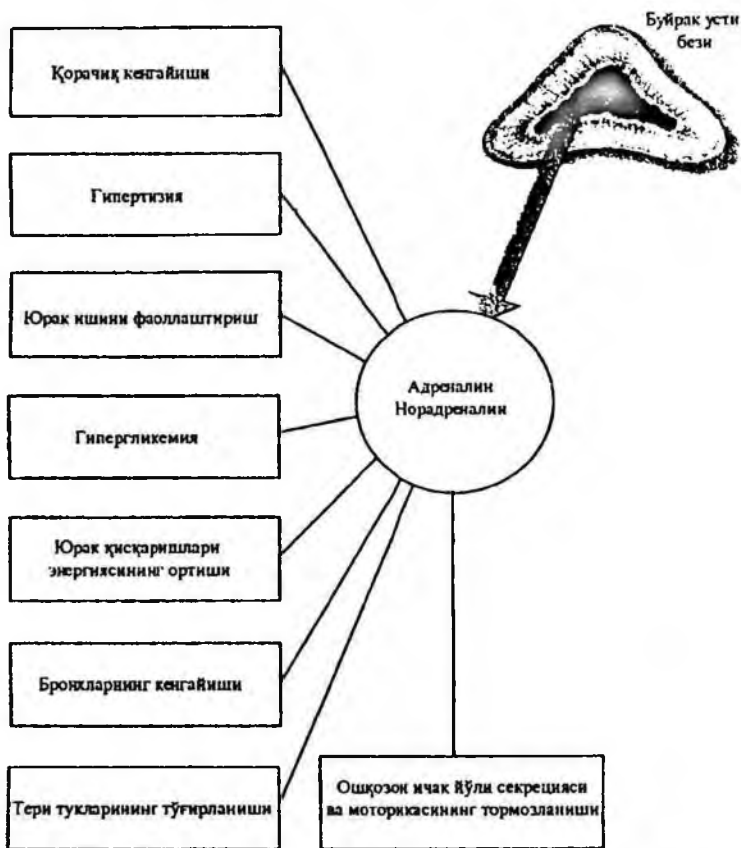 Буйрак усти
бези
Қорачиқ кенгайиши
Гипертизия
Юрак ишини фаоллаштириш
Адреналин
Норадреналин
Гипергликемия
Юрак қисқаришлари
энергиясининг ортиши
Бронхларнинг кенгайиши
Тери тукларининг тўғирланиши
Ошқозон ичак йўли секрецияси
ва моторикасининг тормозланиши